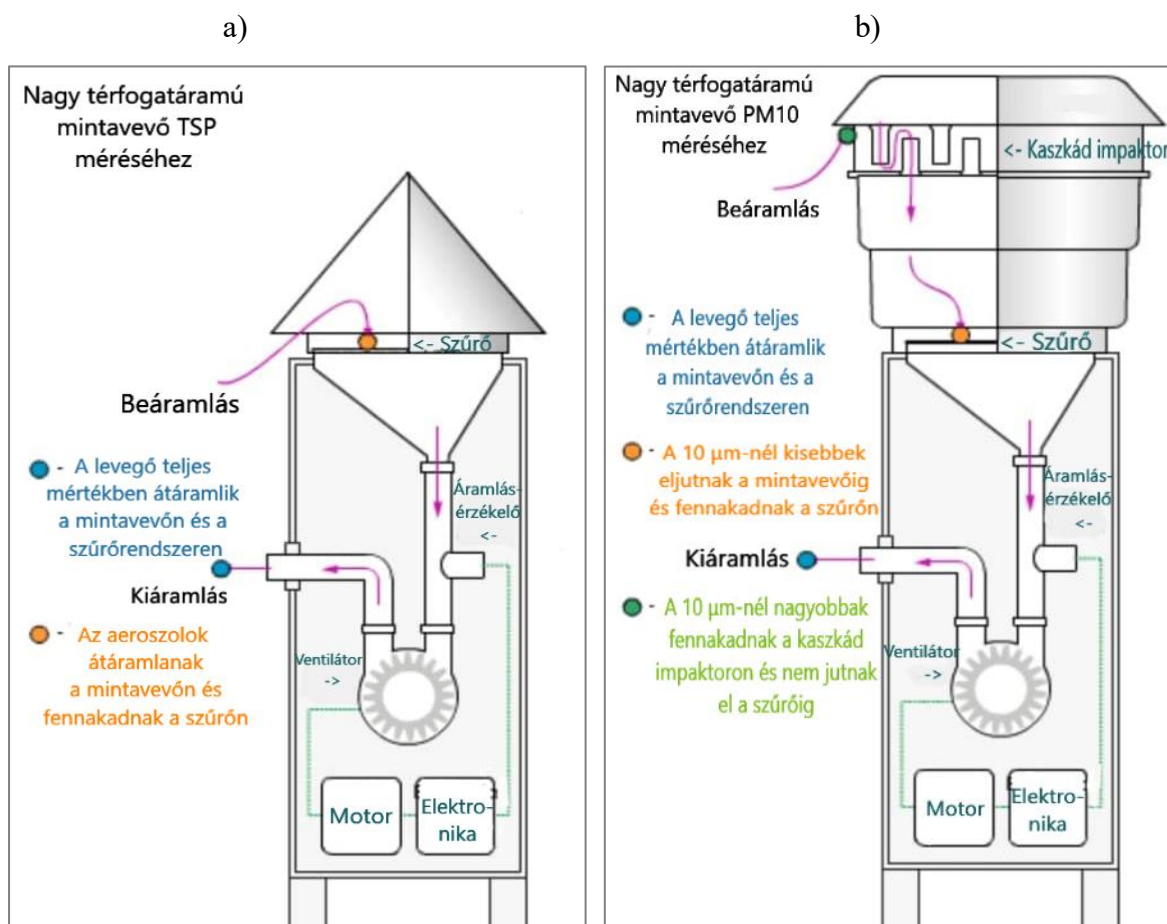 a)
Nagy térfogatáramú
mintavevő TSP
méréséhez
<- Szűrő
Beáramlás
- A levegő teljes
mértékben átáramlik
a mintavevőn és a
szűrőrendszeren
Áramlás-
érzékelő
<-
Kiáramlás
- Az aeroszolok
átáramlanak
a mintavevőn és
fennakadnak a szűrőn
Ventilátor
->
Motor
Elektro-
nika
b)
Nagy térfogatáramú
mintavevő PM10
méréséhez
<- Kaszkád impaktor
Beáramlás
- A levegő teljes
mértékben átáramlik
a mintavevőn és a
szűrőrendszeren
<- Szűrő
- A 10 µm-nél kisebbek
eljutnak a mintavevőig
és fennakadnak a szűrőn
Áramlás-
érzékelő
<-
Kiáramlás
- A 10 µm-nél nagyobbak
fennakadnak a kaszkád
impaktoron és nem jutnak
el a szűrőig
Ventilátor
->
Motor
Elektro-
nika